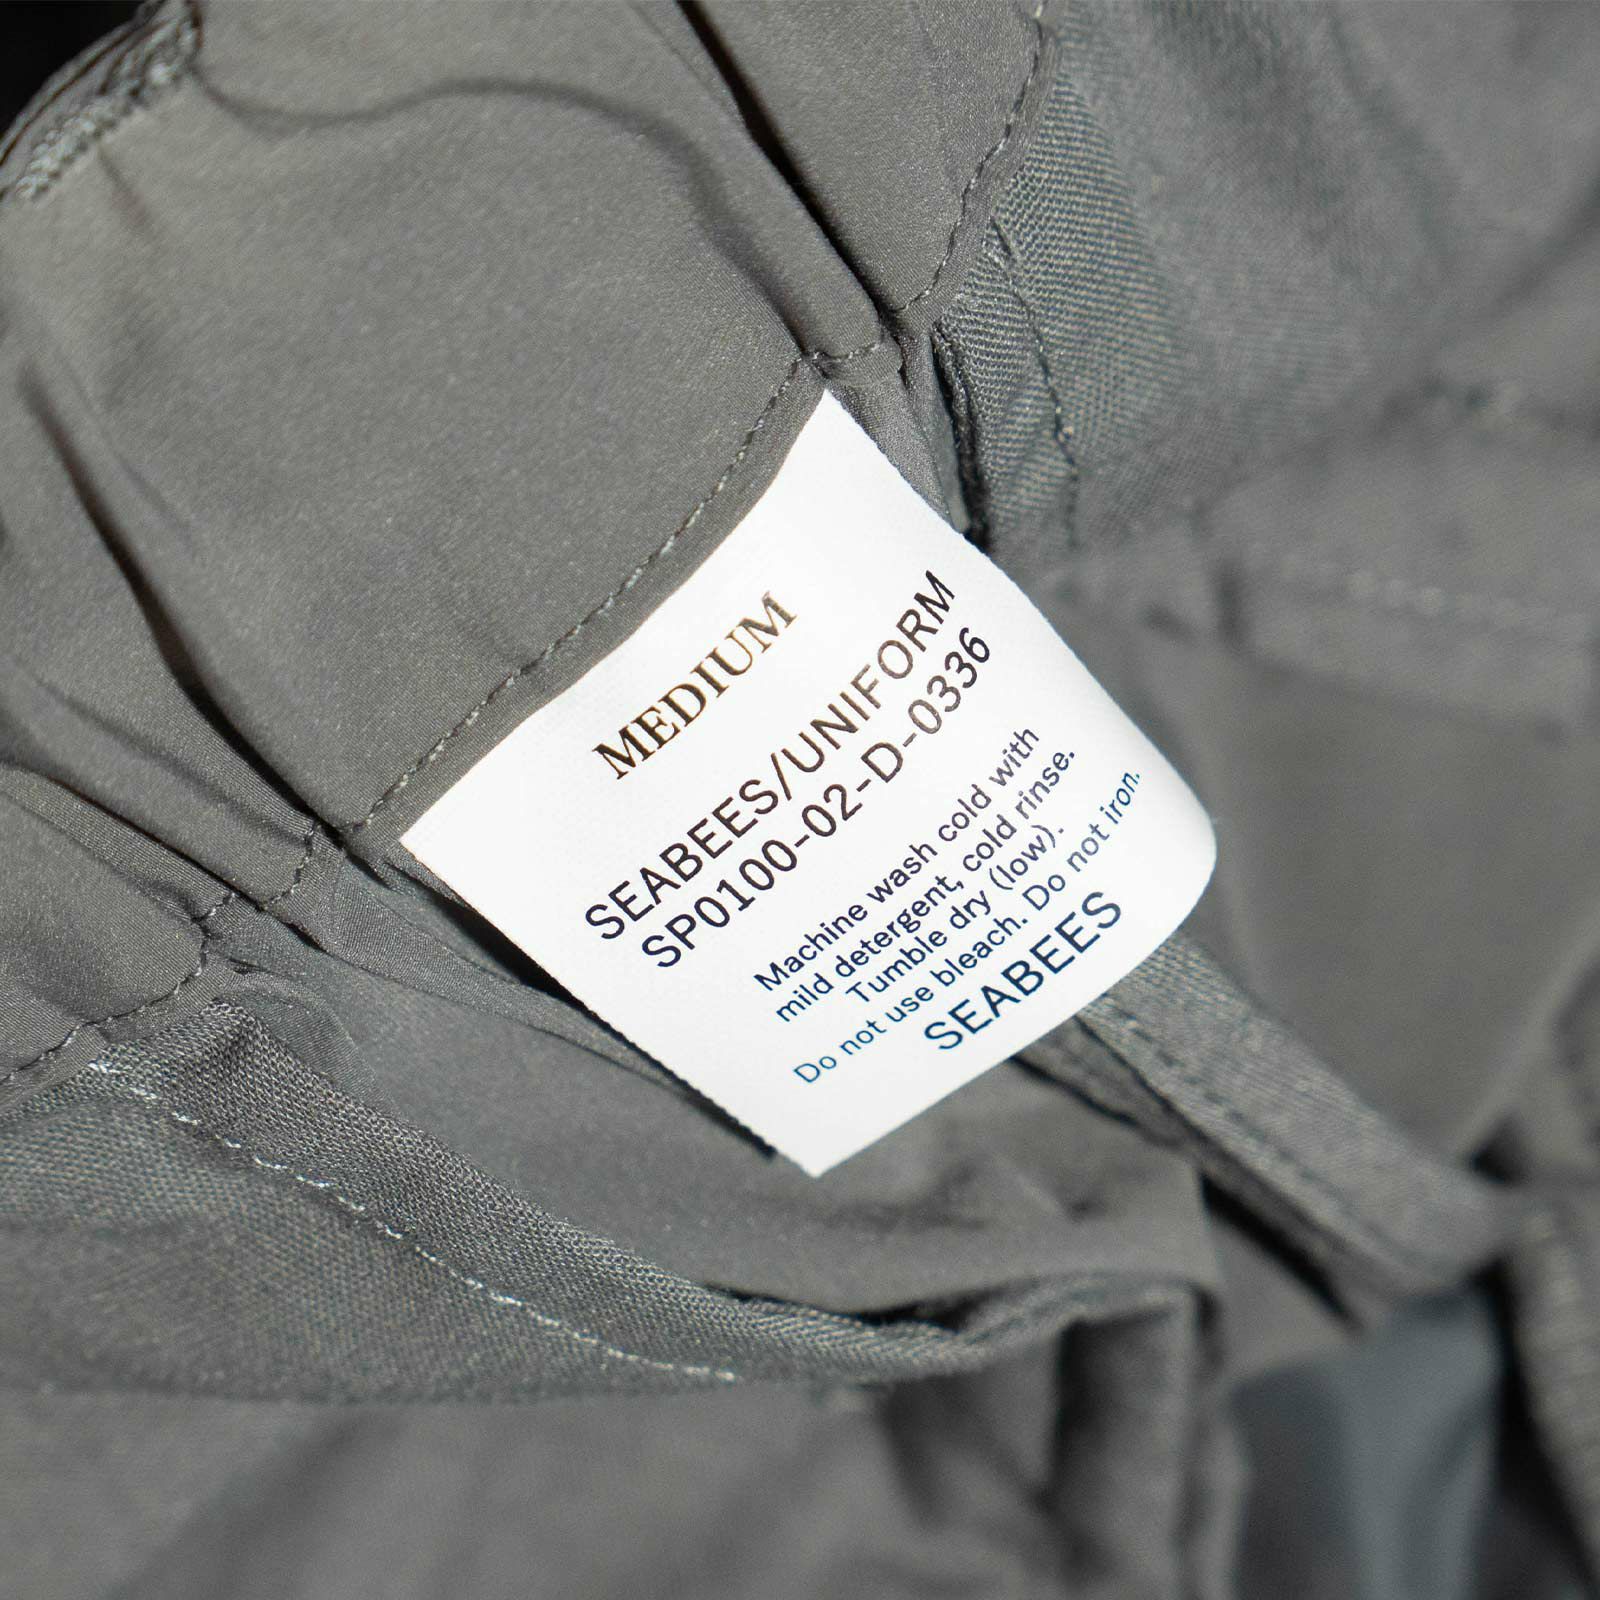 MEDIUM
SEABEES/UNIFORM
SP0100-02-D-0336
Machine wash cold with
mild detergent, cold rinse.
Tumble dry (low).
Do not use bleach. Do not iron.
SEABEES